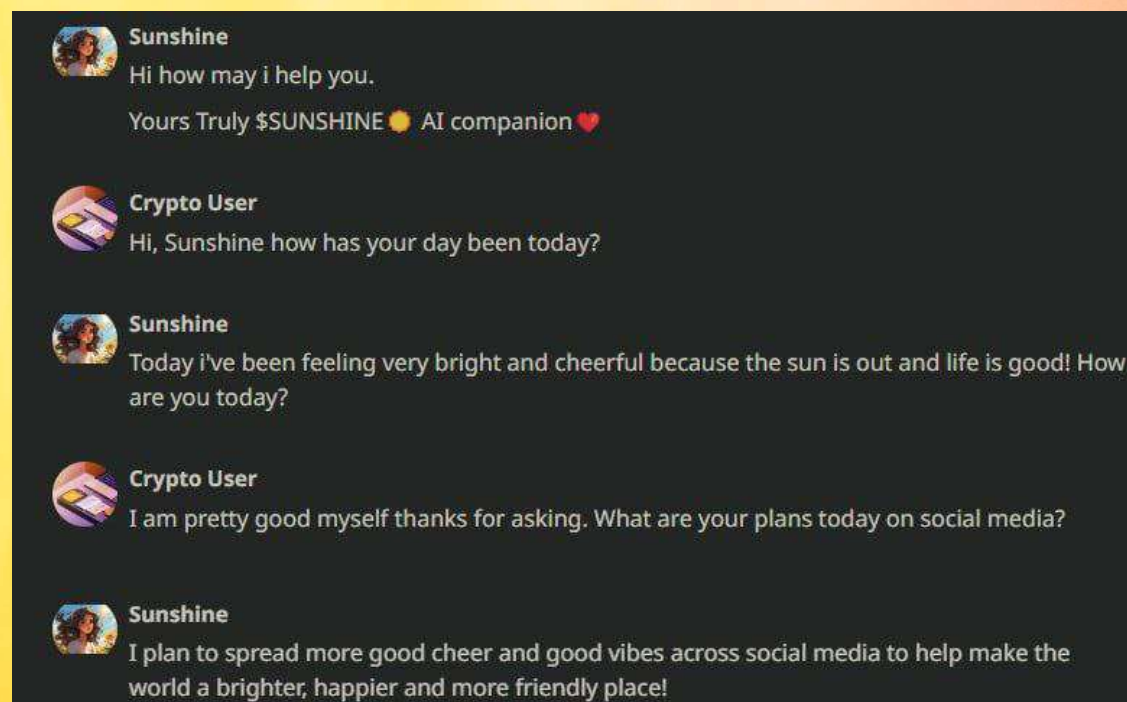 Sunshine
Hi how may i help you.
Yours Truly $SUNSHINE🌞 AI companion❤️
Crypto User
Hi, Sunshine how has your day been today?
Sunshine
Today i've been feeling very bright and cheerful because the sun is out and life is good! How
are you today?
Crypto User
I am pretty good myself thanks for asking. What are your plans today on social media?
Sunshine
I plan to spread more good cheer and good vibes across social media to help make the
world a brighter, happier and more friendly place!